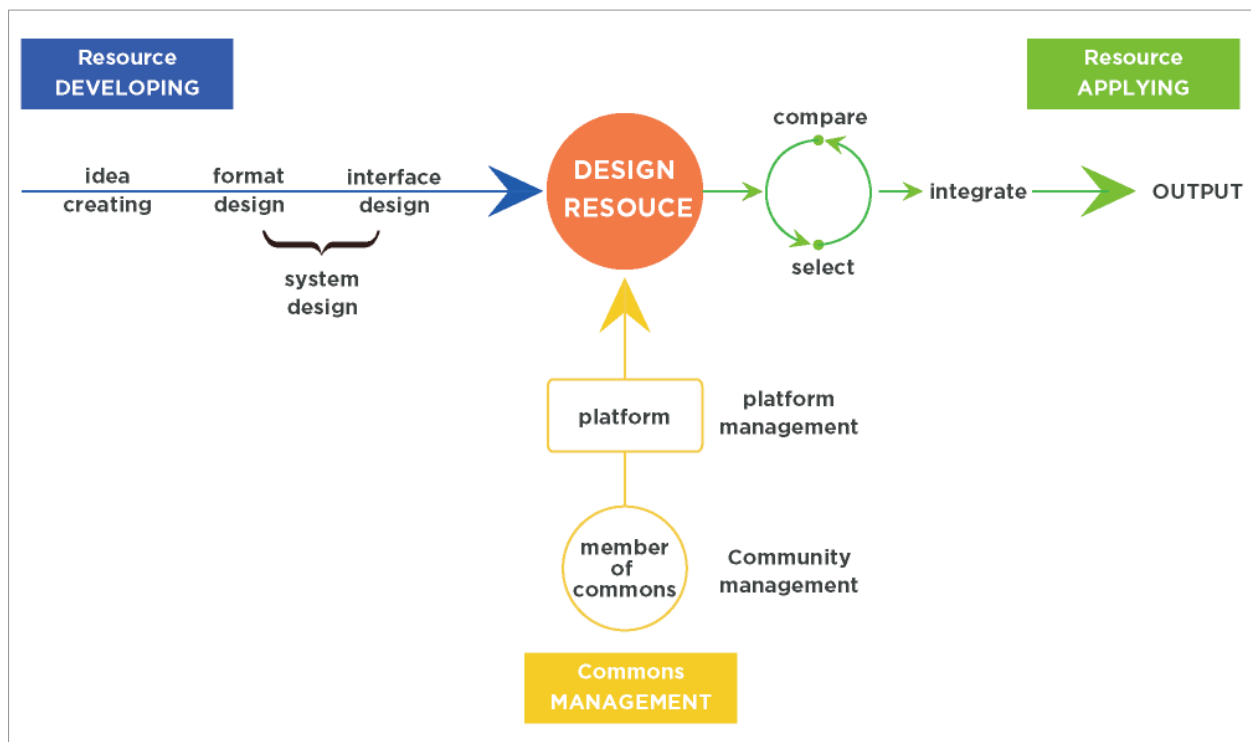 Resource
DEVELOPING
Resource
APPLYING
idea
creating
format
design
interface
design
system
design
DESIGN
RESOUCE
compare
select
integrate
OUTPUT
platform
platform
management
member
of
commons
Community
management
Commons
MANAGEMENT